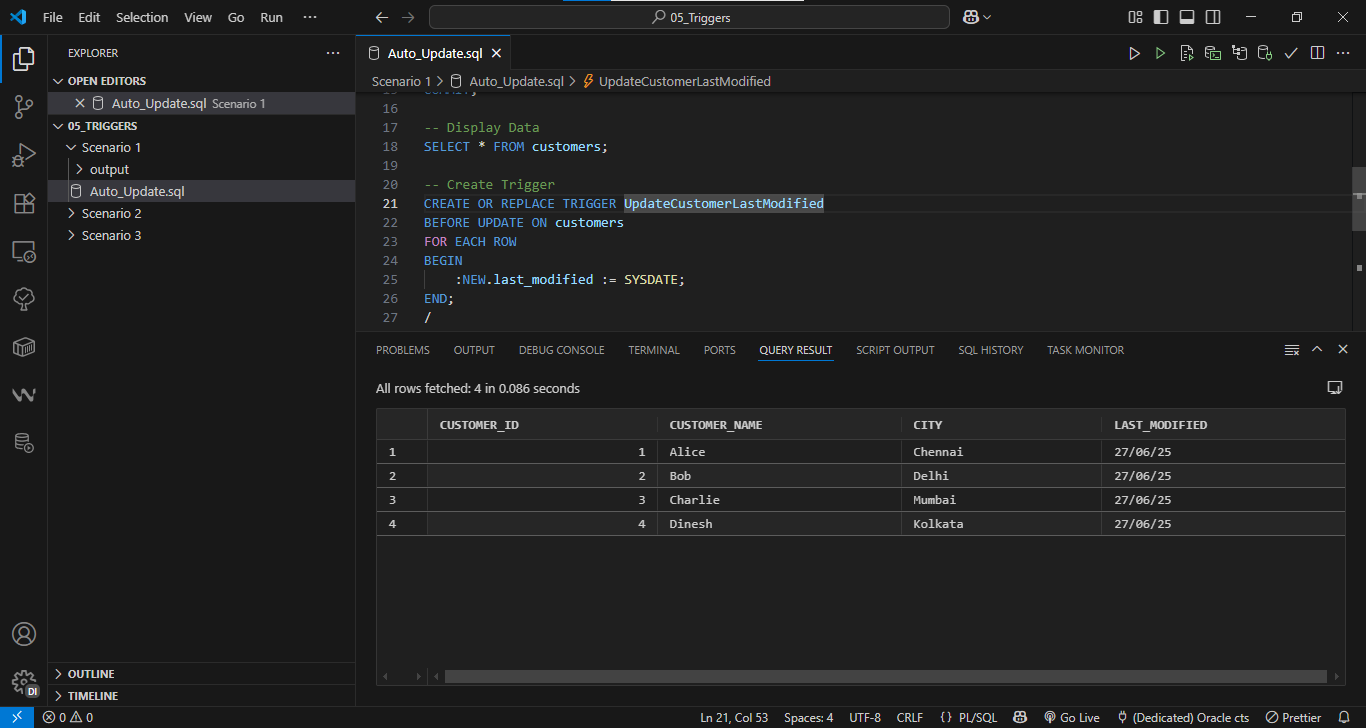 File Edit Selection View Go Run ··· 05_Triggers
EXPLORER ···
OPEN EDITORS
Auto_Update.sql Scenario 1
05_TRIGGERS
Scenario 1
output
Auto_Update.sql
Scenario 2
Scenario 3
OUTLINE
TIMELINE
Auto_Update.sql
Scenario 1 > Auto_Update.sql > UpdateCustomerLastModified
16
17 -- Display Data
18 SELECT * FROM customers;
19
20 -- Create Trigger
21 CREATE OR REPLACE TRIGGER UpdateCustomerLastModified
22 BEFORE UPDATE ON customers
23 FOR EACH ROW
24 BEGIN
25 :NEW.last_modified := SYSDATE;
26 END;
27 /
PROBLEMS OUTPUT DEBUG CONSOLE TERMINAL PORTS QUERY RESULT SCRIPT OUTPUT SQL HISTORY TASK MONITOR
All rows fetched: 4 in 0.086 seconds
CUSTOMER_ID CUSTOMER_NAME CITY LAST_MODIFIED
1 1 Alice Chennai 27/06/25
2 2 Bob Delhi 27/06/25
3 3 Charlie Mumbai 27/06/25
4 4 Dinesh Kolkata 27/06/25
DI
0 0 Ln 21, Col 53 Spaces: 4 UTF-8 CRLF {} PL/SQL Go Live (Dedicated) Oracle cts Prettier